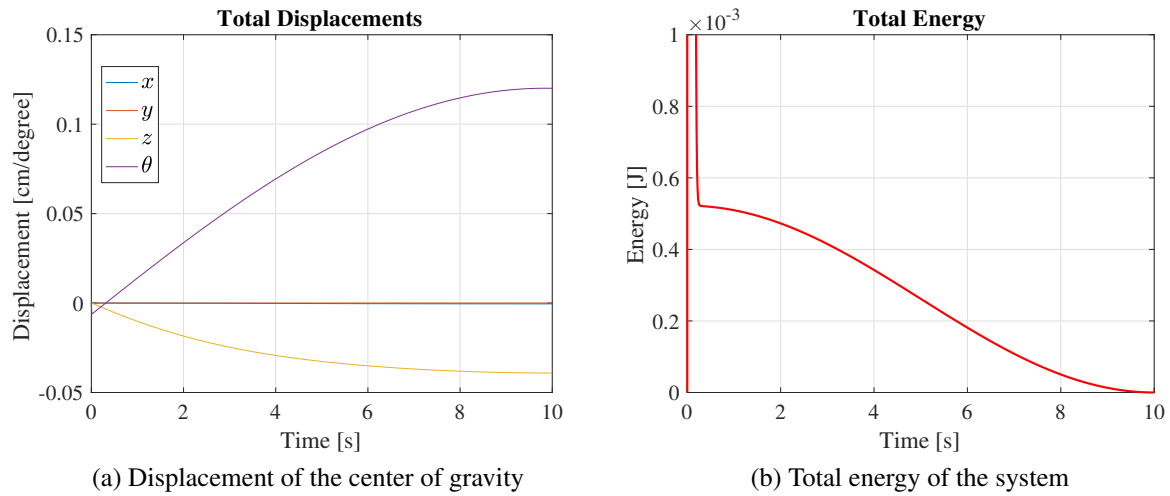 Total Displacements
0.15
0.1
0.05
0
-0.05
Displacement [cm/degree]
x
y
z
θ
0 2 4 6 8 10
Time [s]
(a) Displacement of the center of gravity
Total Energy
×10⁻³
1
0.8
0.6
0.4
0.2
0
Energy [J]
0 2 4 6 8 10
Time [s]
(b) Total energy of the system